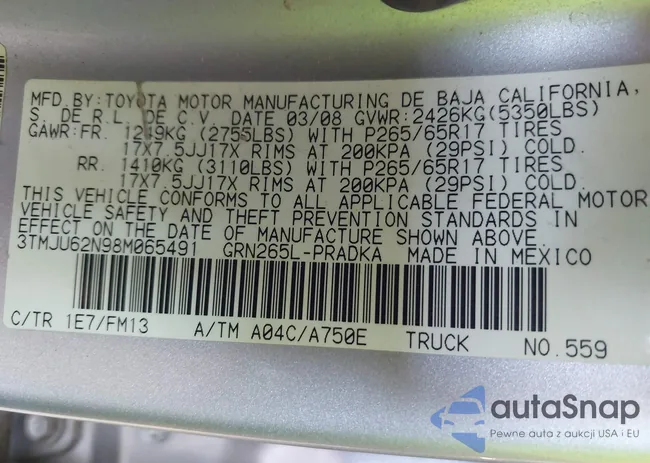 MFD.BY:TOYOTA MOTOR MANUFACTURING DE BAJA CALIFORNIA,
S. DE R.L. DE C.V. DATE 03/08 GVWR:2426KG(5350LBS)
GAWR:FR. 1249KG (2755LBS) WITH P265/65R17 TIRES
17X7.5JJ17X RIMS AT 200KPA (29PSI) COLD.
RR. 1410KG (3110LBS) WITH P265/65R17 TIRES
17X7.5JJ17X RIMS AT 200KPA (29PSI) COLD.
THIS VEHICLE CONFORMS TO ALL APPLICABLE FEDERAL MOTOR
VEHICLE SAFETY AND THEFT PREVENTION STANDARDS IN
EFFECT ON THE DATE OF MANUFACTURE SHOWN ABOVE.
3TMJU62N98M065491 GRN265L-PRADKA MADE IN MEXICO
C/TR 1E7/FM13 A/TM A04C/A750E TRUCK NO.559
autaSnap
Pewne auta z aukcji USA i EU